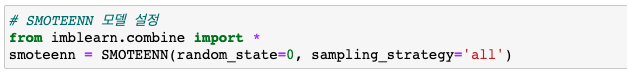 # SMOTEENN 모델 설정
from imblearn.combine import *
smoteenn = SMOTEENN(random_state=0, sampling_strategy='all')